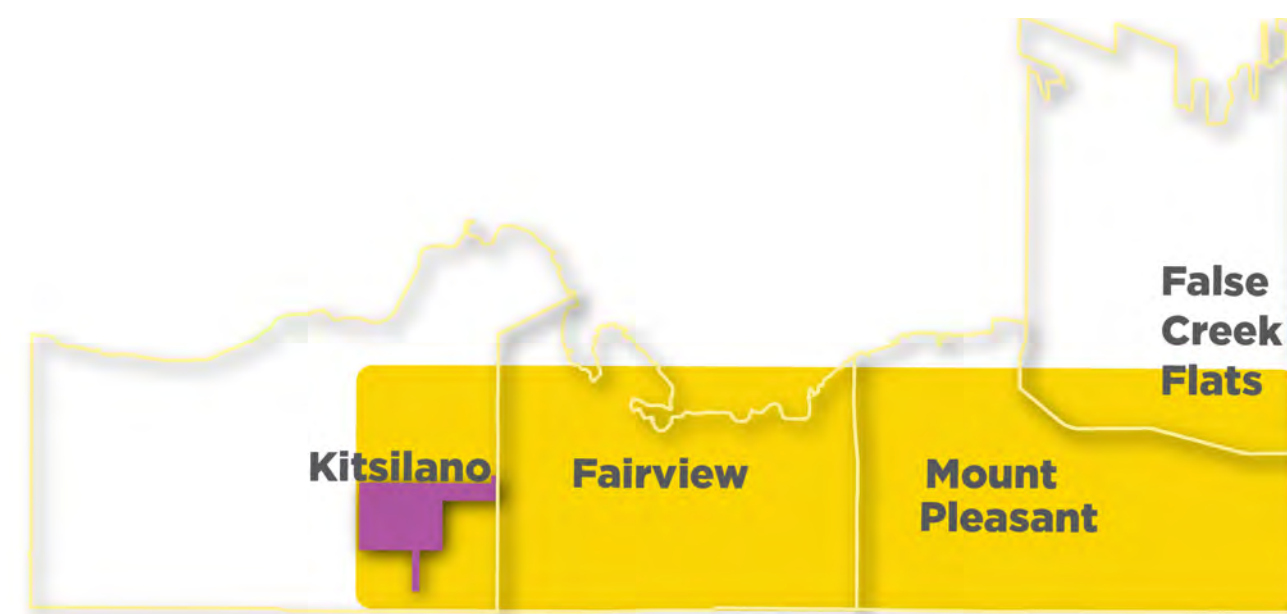 Kitsilano
Fairview
Mount
Pleasant
False
Creek
Flats